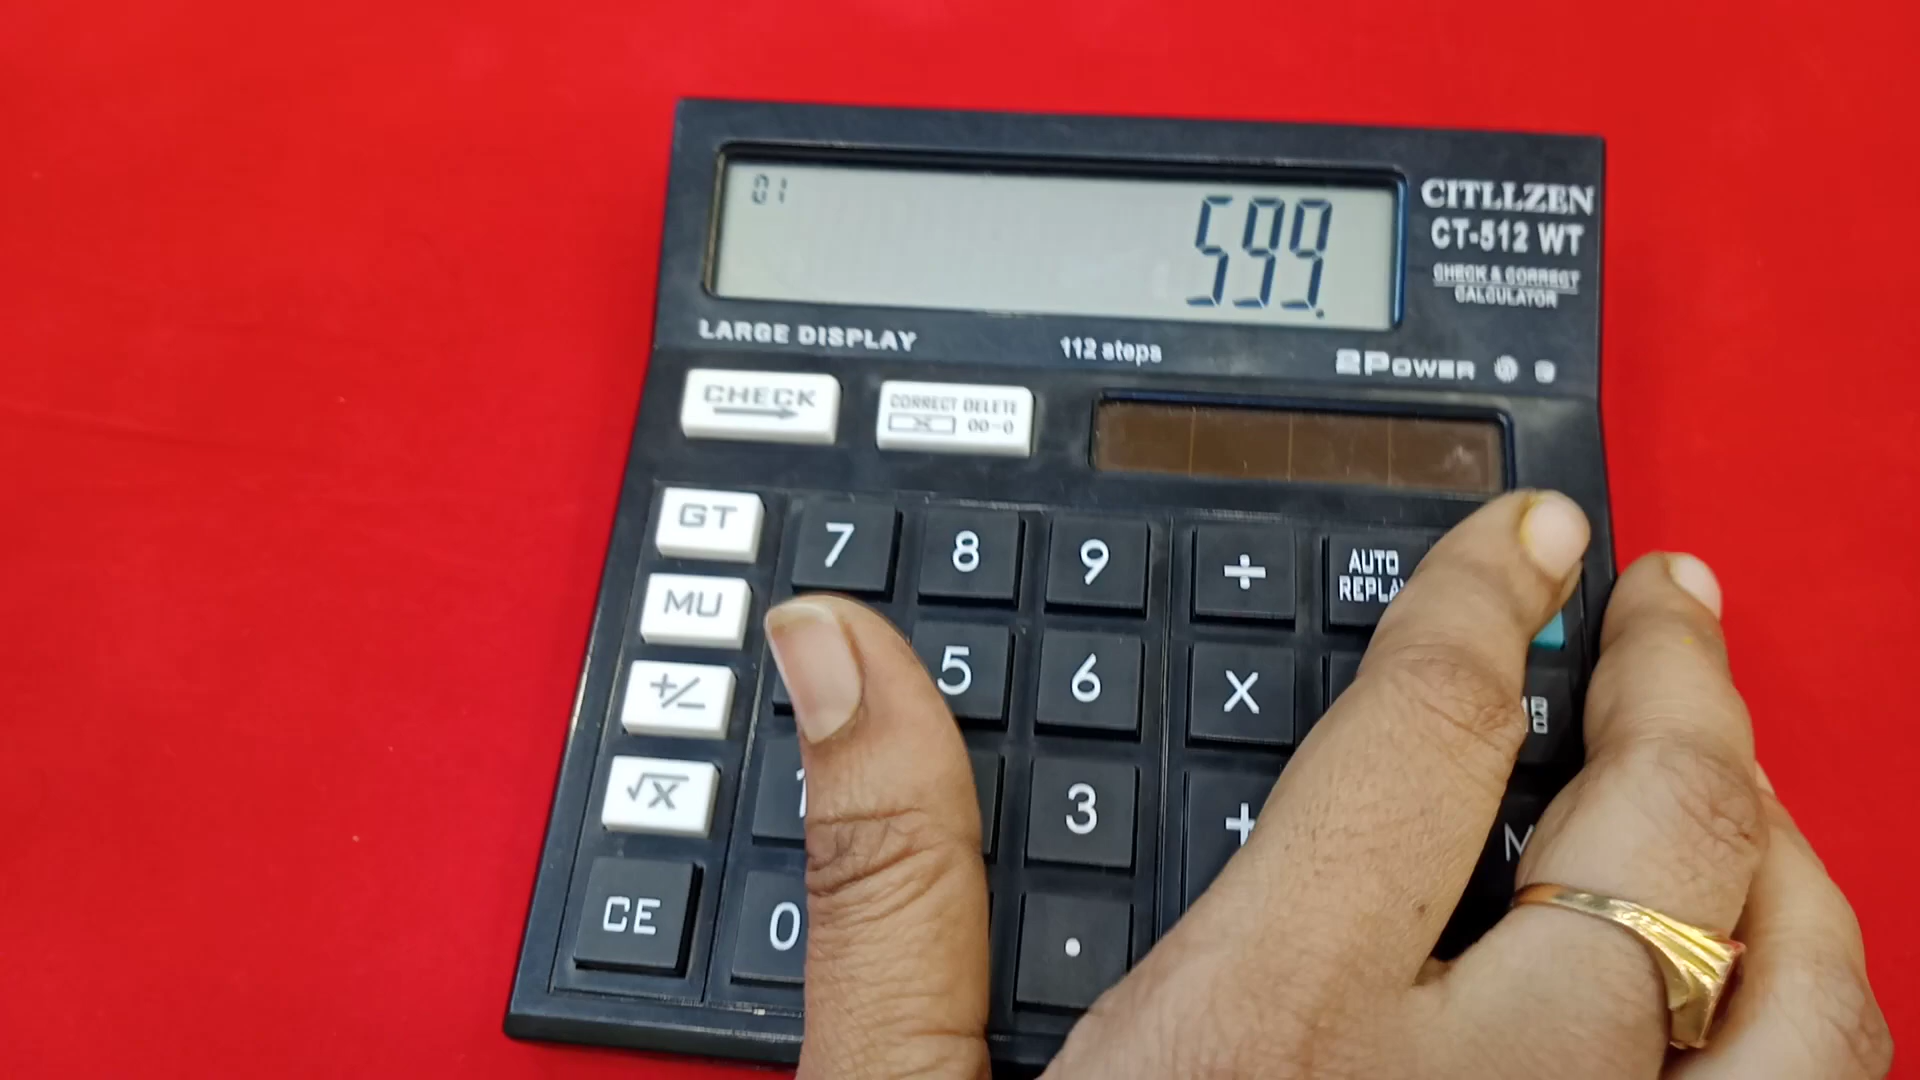 01
599.
CITLLZEN
CT-512 WT
CHECK & CORRECT
CALCULATOR
LARGE DISPLAY
112 steps
2POWER
CHECK
CORRECT DELETE
00→0
GT
7
8
9
÷
AUTO
REPLAY
MU
5
6
X
+/−
3
+
√X
CE
0
.